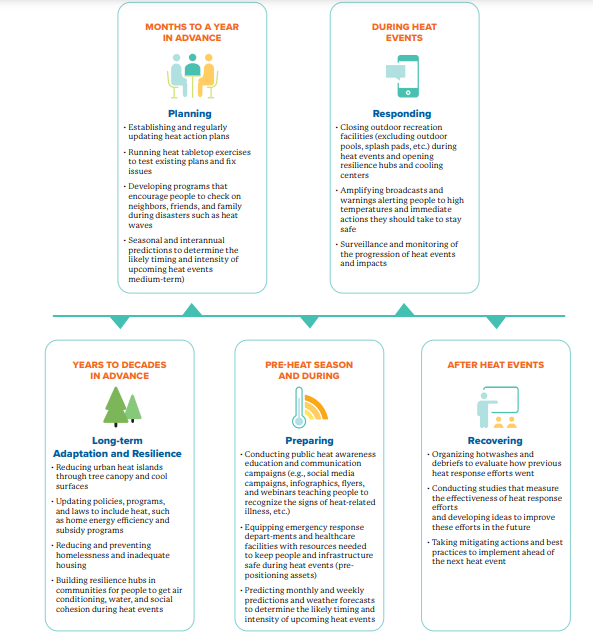 MONTHS TO A YEAR
IN ADVANCE
Planning
· Establishing and regularly
updating heat action plans
· Running heat tabletop exercises
to test existing plans and fix
issues
· Developing programs that
encourage people to check on
neighbors, friends, and family
during disasters such as heat
waves
· Seasonal and interannual
predictions to determine the
likely timing and intensity of
upcoming heat events
medium-term)
DURING HEAT
EVENTS
Responding
· Closing outdoor recreation
facilities (excluding outdoor
pools, splash pads, etc.) during
heat events and opening
resilience hubs and cooling
centers
· Amplifying broadcasts and
warnings alerting people to high
temperatures and immediate
actions they should take to stay
safe
· Surveillance and monitoring of
the progression of heat events
and impacts
YEARS TO DECADES
IN ADVANCE
Long-term
Adaptation and Resilience
· Reducing urban heat islands
through tree canopy and cool
surfaces
· Updating policies, programs,
and laws to include heat, such
as home energy efficiency and
subsidy programs
· Reducing and preventing
homelessness and inadequate
housing
· Building resilience hubs in
communities for people to get air
conditioning, water, and social
cohesion during heat events
PRE-HEAT SEASON
AND DURING
Preparing
· Conducting public heat awareness
education and communication
campaigns (e.g., social media
campaigns, infographics, flyers,
and webinars teaching people to
recognize the signs of heat-related
illness, etc.)
· Equipping emergency response
depart-ments and healthcare
facilities with resources needed
to keep people and infrastructure
safe during heat events (pre-
positioning assets)
· Predicting monthly and weekly
predictions and weather forecasts
to determine the likely timing and
intensity of upcoming heat events
AFTER HEAT EVENTS
Recovering
· Organizing hotwashes and
debriefs to evaluate how previous
heat response efforts went
· Conducting studies that measure
the effectiveness of heat response
efforts
and developing ideas to improve
these efforts in the future
· Taking mitigating actions and best
practices to implement ahead of
the next heat event